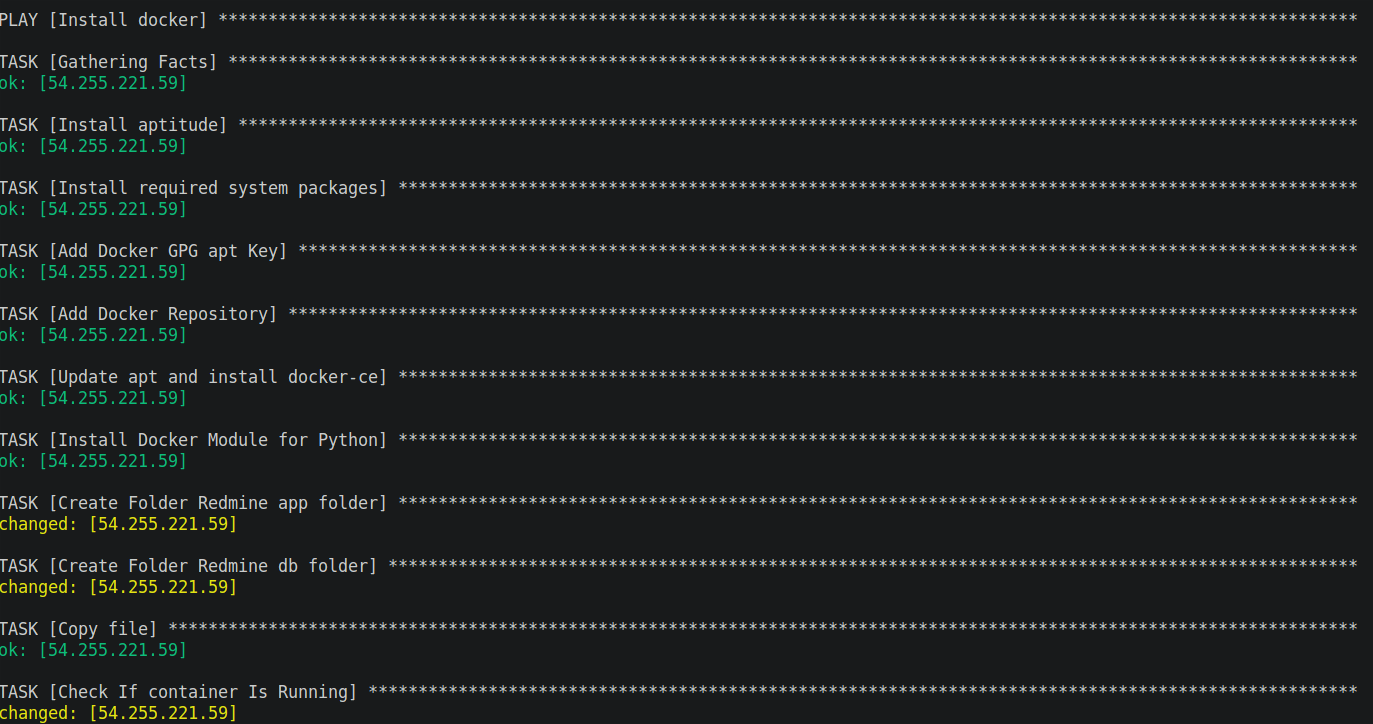 PLAY [Install docker] ******************************************************************************************************************
TASK [Gathering Facts] *****************************************************************************************************************
ok: [54.255.221.59]
TASK [Install aptitude] ****************************************************************************************************************
ok: [54.255.221.59]
TASK [Install required system packages] ************************************************************************************************
ok: [54.255.221.59]
TASK [Add Docker GPG apt Key] **********************************************************************************************************
ok: [54.255.221.59]
TASK [Add Docker Repository] ***********************************************************************************************************
ok: [54.255.221.59]
TASK [Update apt and install docker-ce] ************************************************************************************************
ok: [54.255.221.59]
TASK [Install Docker Module for Python] ************************************************************************************************
ok: [54.255.221.59]
TASK [Create Folder Redmine app folder] ************************************************************************************************
changed: [54.255.221.59]
TASK [Create Folder Redmine db folder] *************************************************************************************************
changed: [54.255.221.59]
TASK [Copy file] ***********************************************************************************************************************
ok: [54.255.221.59]
TASK [Check If container Is Running] ***************************************************************************************************
changed: [54.255.221.59]